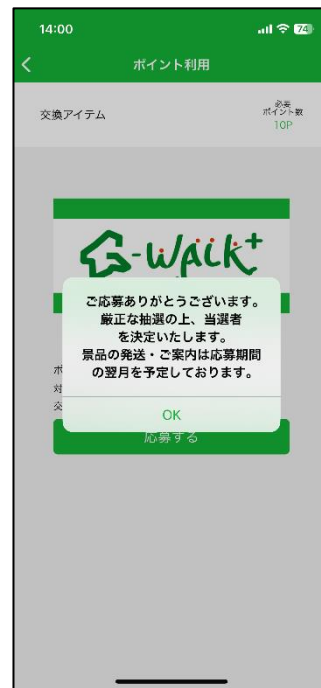 14:00
74
ポイント利用
交換アイテム
必要
ポイント数
10P
G-WALK+
ご応募ありがとうございます。
厳正な抽選の上、当選者
を決定いたします。
景品の発送・ご案内は応募期間
の翌月を予定しております。
ポ
対
交
OK
応募する